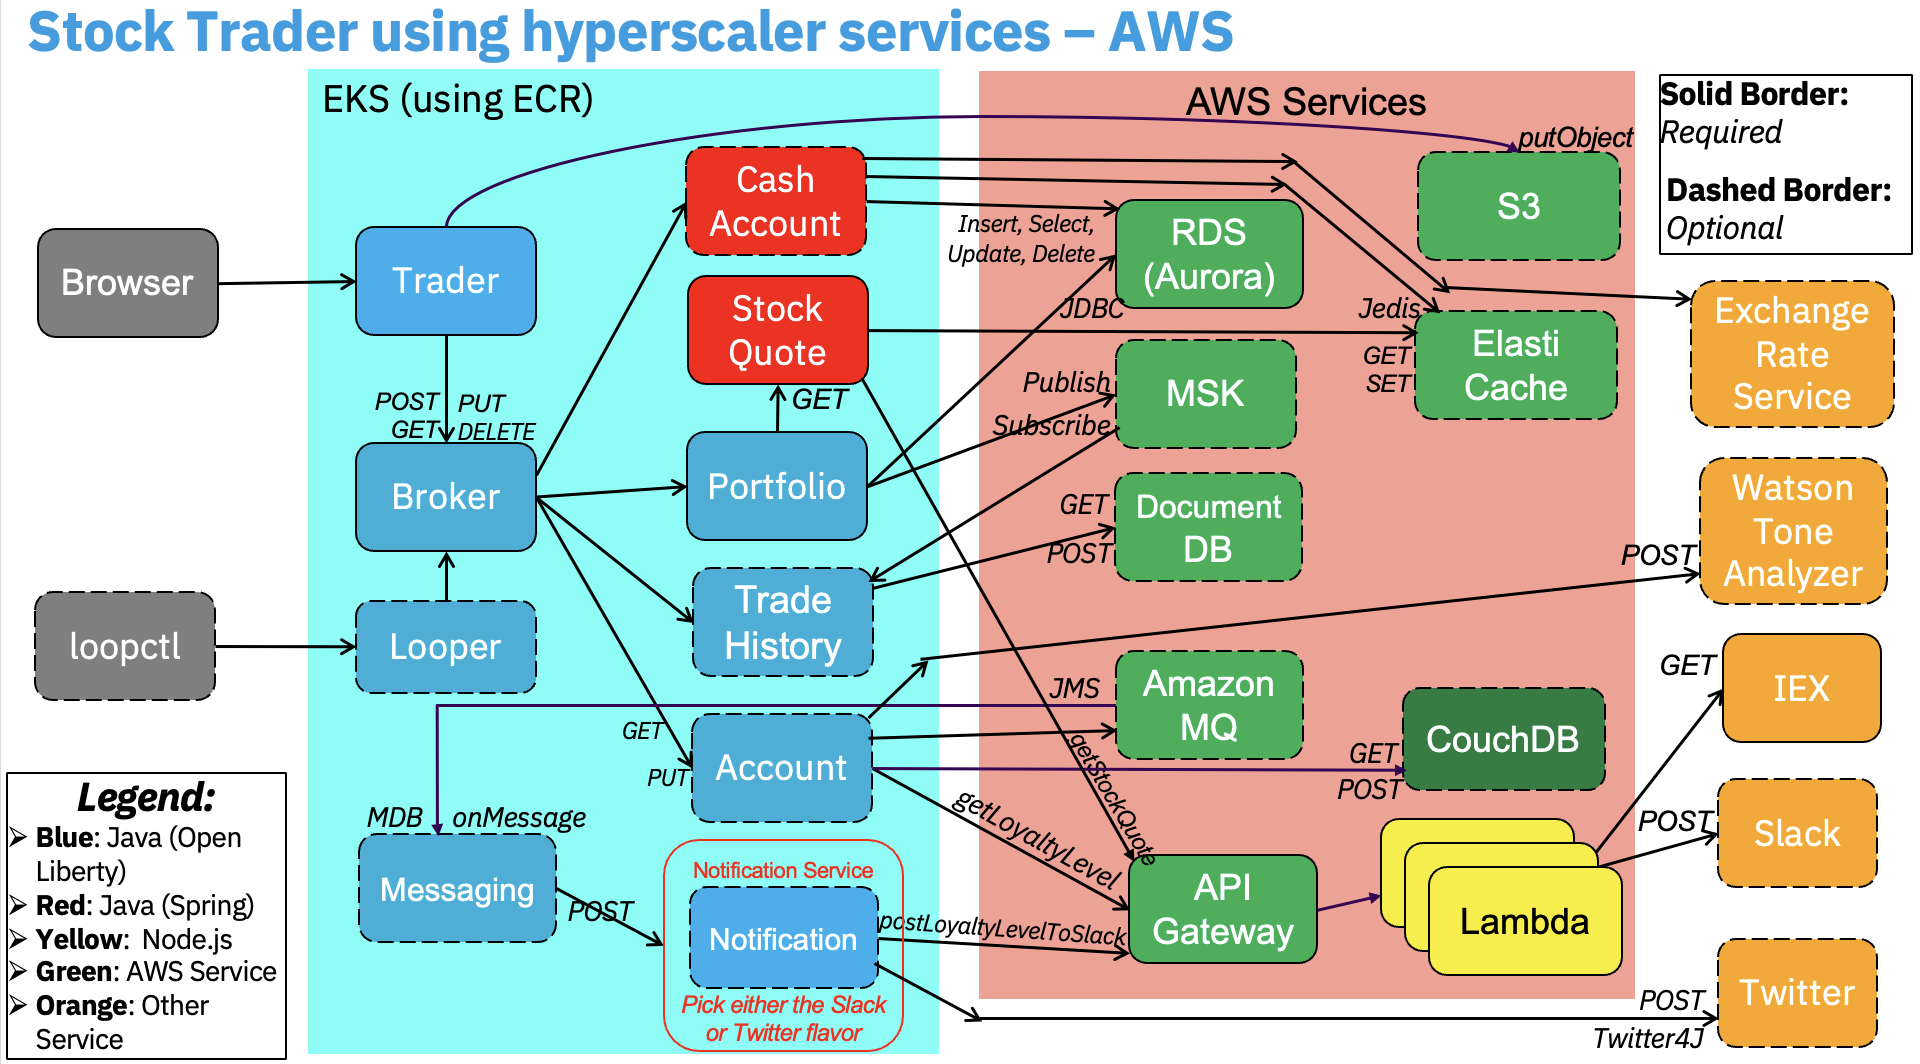 Stock Trader using hyperscaler services – AWS
EKS (using ECR)
AWS Services
Solid Border:
Required
Dashed Border:
Optional
putObject
Cash
Account
S3
Browser
Trader
Insert, Select,
Update, Delete
RDS
(Aurora)
JDBC
Stock
Quote
Jedis
GET
SET
Elasti
Cache
Exchange
Rate
Service
POST
GET
PUT
DELETE
GET
Publish
Subscribe
MSK
Broker
Portfolio
GET
POST
Document
DB
Watson
Tone
Analyzer
POST
loopctl
Looper
Trade
History
JMS
Amazon
MQ
GET
IEX
GET
PUT
Account
getStockQuote
GET
POST
CouchDB
getLoyaltyLevel
MDB
onMessage
Messaging
POST
Notification Service
Notification
Pick either the Slack
or Twitter flavor
postLoyaltyLevelToSlack
API
Gateway
Lambda
POST
Slack
POST
Twitter4J
Twitter
Legend:
➢ Blue: Java (Open
Liberty)
➢ Red: Java (Spring)
➢ Yellow: Node.js
➢ Green: AWS Service
➢ Orange: Other
Service